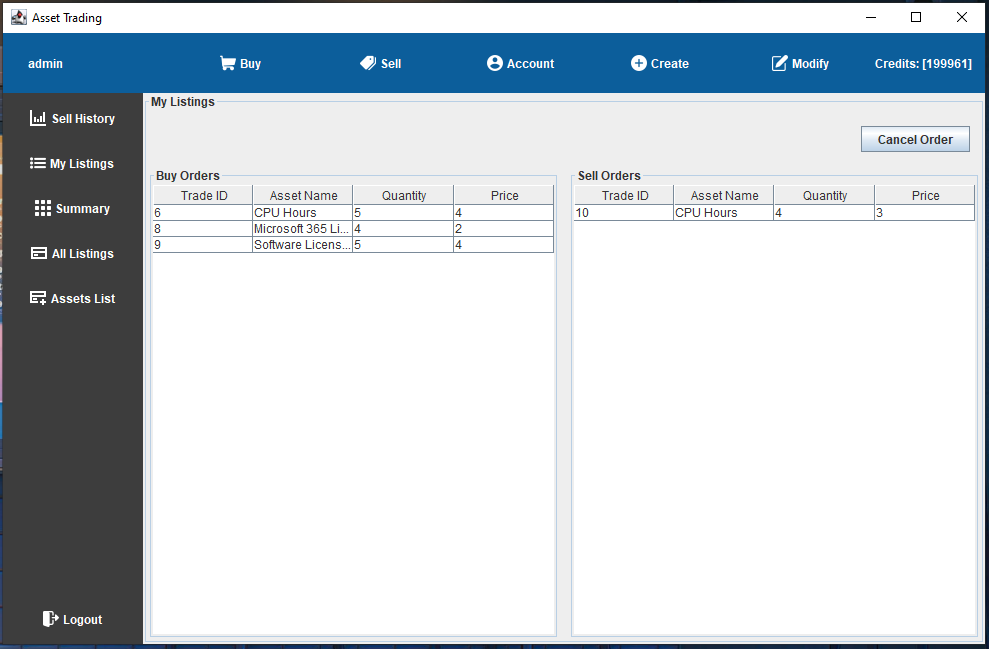 Asset Trading
admin Buy Sell Account Create Modify Credits: [199961]
Sell History
My Listings
Summary
All Listings
Assets List
Logout
My Listings
Cancel Order
Buy Orders
Trade ID Asset Name Quantity Price
6 CPU Hours 5 4
8 Microsoft 365 Li... 4 2
9 Software Licens... 5 4
Sell Orders
Trade ID Asset Name Quantity Price
10 CPU Hours 4 3